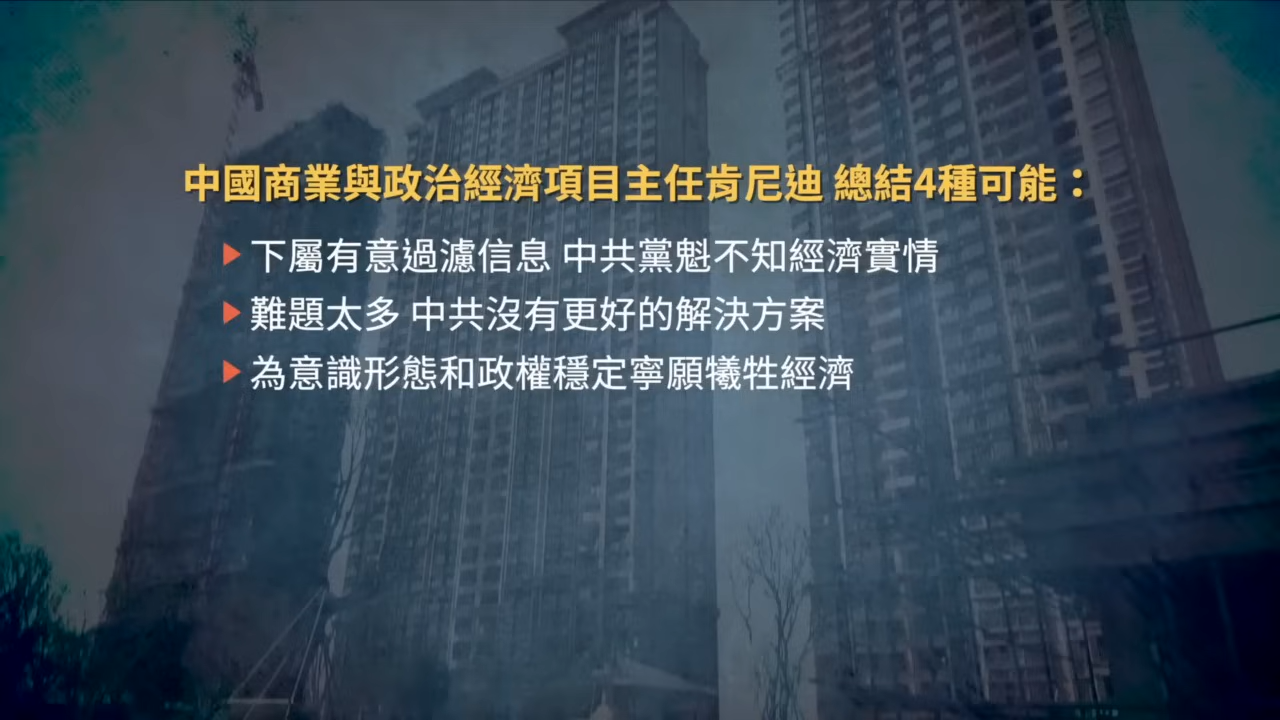 中國商業與政治經濟項目主任肯尼迪 總結4種可能：
下屬有意過濾信息 中共黨魁不知經濟實情
難題太多 中共沒有更好的解決方案
為意識形態和政權穩定寧願犧牲經濟